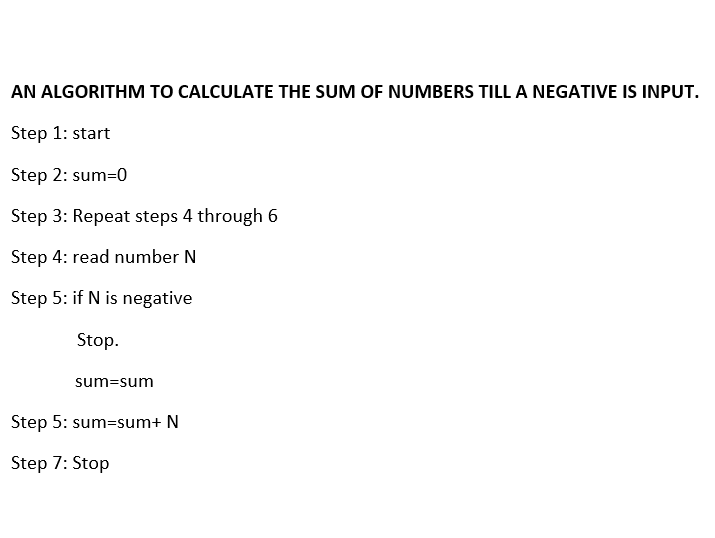 AN ALGORITHM TO CALCULATE THE SUM OF NUMBERS TILL A NEGATIVE IS INPUT.
Step 1: start
Step 2: sum=0
Step 3: Repeat steps 4 through 6
Step 4: read number N
Step 5: if N is negative
Stop.
sum=sum
Step 5: sum=sum+ N
Step 7: Stop